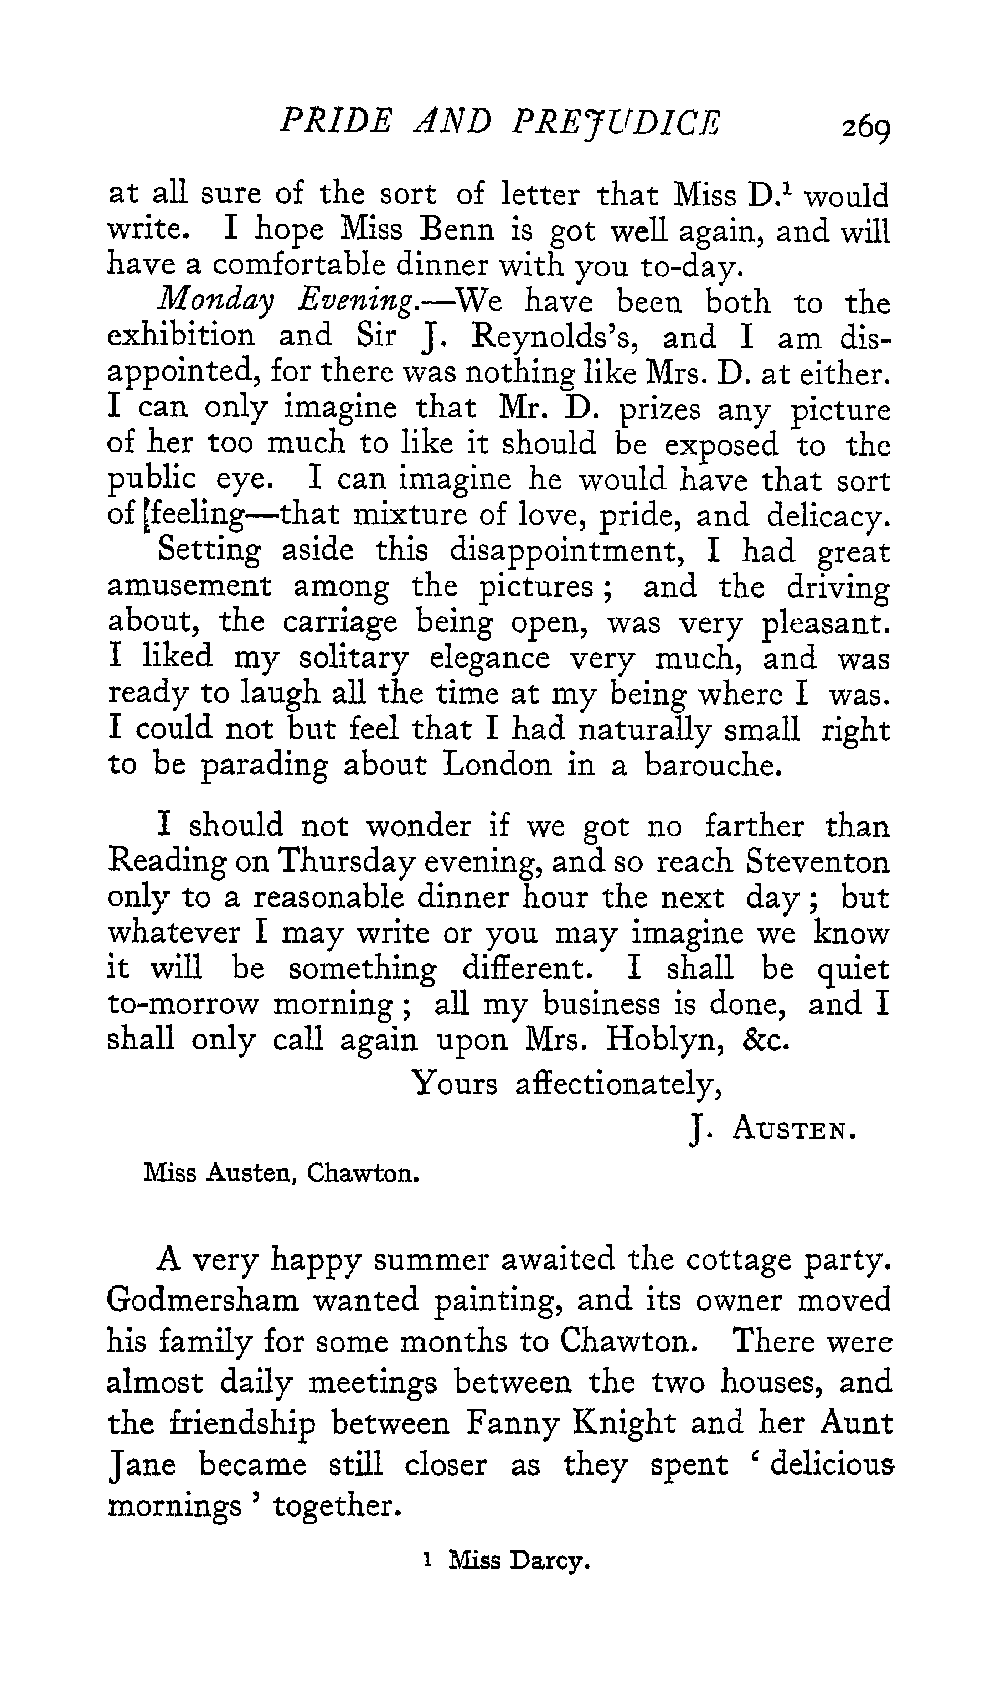 PRIDE AND PREJUDICE 269
at all sure of the sort of letter that Miss D.¹ would
write. I hope Miss Benn is got well again, and will
have a comfortable dinner with you to-day.
Monday Evening.—We have been both to the
exhibition and Sir J. Reynolds's, and I am dis-
appointed, for there was nothing like Mrs. D. at either.
I can only imagine that Mr. D. prizes any picture
of her too much to like it should be exposed to the
public eye. I can imagine he would have that sort
of [feeling—that mixture of love, pride, and delicacy.
Setting aside this disappointment, I had great
amusement among the pictures ; and the driving
about, the carriage being open, was very pleasant.
I liked my solitary elegance very much, and was
ready to laugh all the time at my being where I was.
I could not but feel that I had naturally small right
to be parading about London in a barouche.
I should not wonder if we got no farther than
Reading on Thursday evening, and so reach Steventon
only to a reasonable dinner hour the next day ; but
whatever I may write or you may imagine we know
it will be something different. I shall be quiet
to-morrow morning ; all my business is done, and I
shall only call again upon Mrs. Hoblyn, &c.
Yours affectionately,
J. AUSTEN.
Miss Austen, Chawton.
A very happy summer awaited the cottage party.
Godmersham wanted painting, and its owner moved
his family for some months to Chawton. There were
almost daily meetings between the two houses, and
the friendship between Fanny Knight and her Aunt
Jane became still closer as they spent ‘ delicious
mornings ’ together.
1 Miss Darcy.